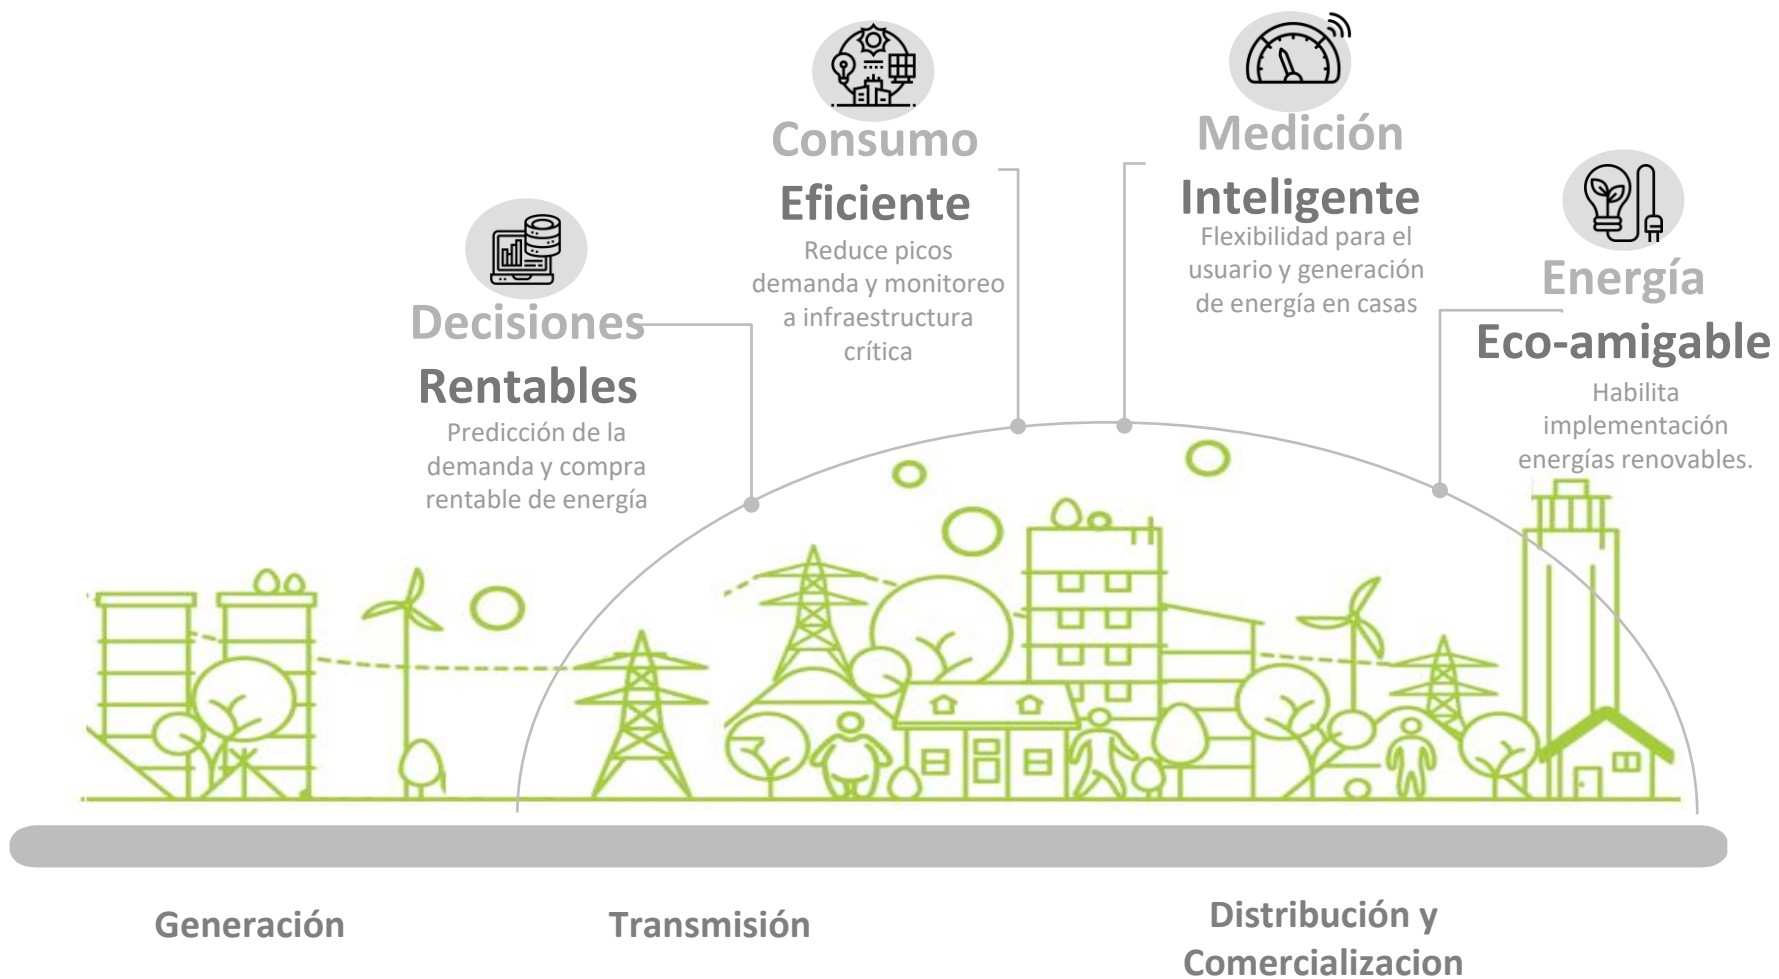 Consumo
Eficiente
Reduce picos
demanda y monitoreo
a infraestructura
crítica
Medición
Inteligente
Flexibilidad para el
usuario y generación
de energía en casas
Decisiones
Rentables
Predicción de la
demanda y compra
rentable de energía
Energía
Eco-amigable
Habilita
implementación
energías renovables.
Generación
Transmisión
Distribución y
Comercializacion